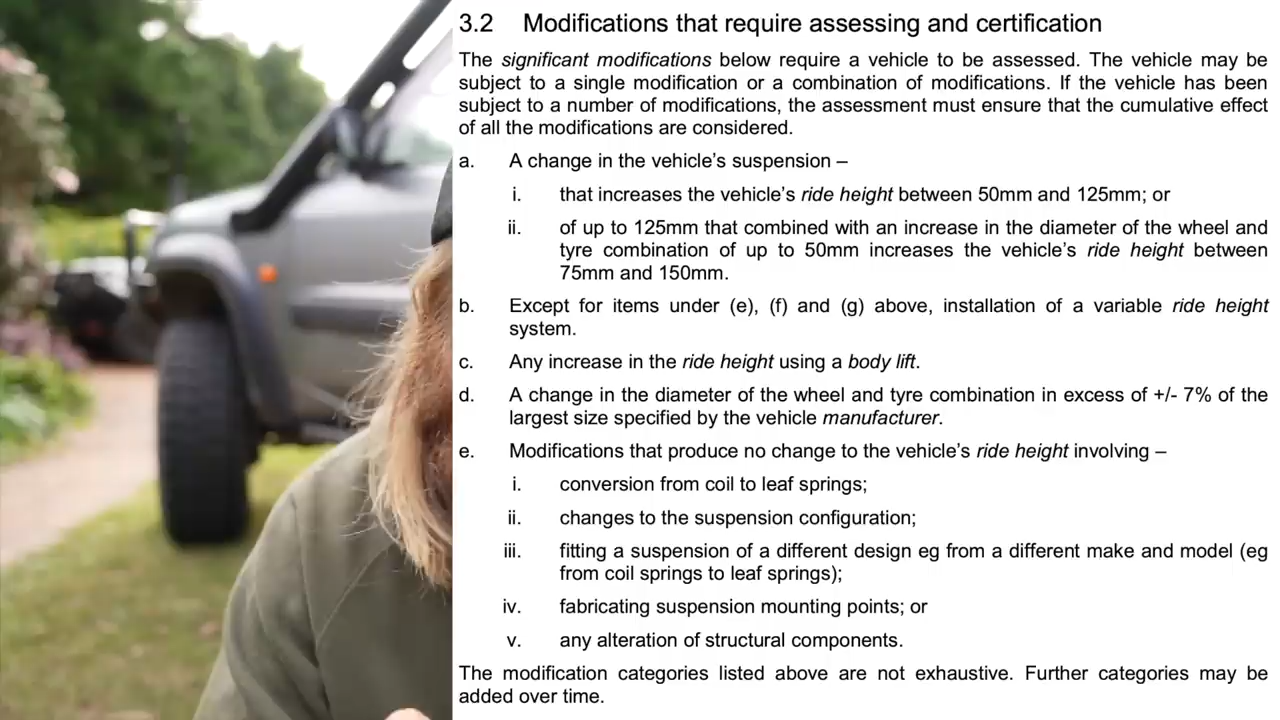 3.2 Modifications that require assessing and certification
The significant modifications below require a vehicle to be assessed. The vehicle may be
subject to a single modification or a combination of modifications. If the vehicle has been
subject to a number of modifications, the assessment must ensure that the cumulative effect
of all the modifications are considered.
a. A change in the vehicle's suspension –
i. that increases the vehicle's ride height between 50mm and 125mm; or
ii. of up to 125mm that combined with an increase in the diameter of the wheel and
tyre combination of up to 50mm increases the vehicle's ride height between
75mm and 150mm.
b. Except for items under (e), (f) and (g) above, installation of a variable ride height
system.
c. Any increase in the ride height using a body lift.
d. A change in the diameter of the wheel and tyre combination in excess of +/- 7% of the
largest size specified by the vehicle manufacturer.
e. Modifications that produce no change to the vehicle's ride height involving –
i. conversion from coil to leaf springs;
ii. changes to the suspension configuration;
iii. fitting a suspension of a different design eg from a different make and model (eg
from coil springs to leaf springs);
iv. fabricating suspension mounting points; or
v. any alteration of structural components.
The modification categories listed above are not exhaustive. Further categories may be
added over time.